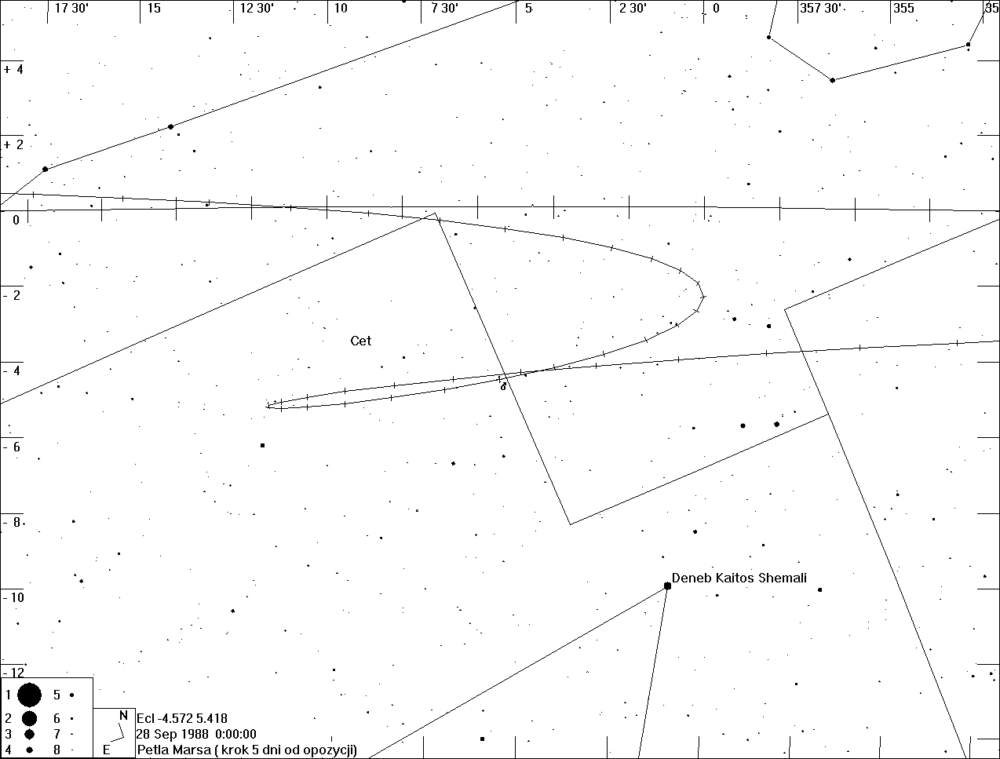 17 30' 15 12 30' 10 7 30' 5 2 30' 0 357 30' 355 35
+ 4
+ 2
0
- 2
Cet
- 4
♂
- 6
- 8
Deneb Kaitos Shemali
- 10
- 12
1 5
2 6
3 7
4 8
N
E
Ecl -4.572 5.418
28 Sep 1988 0:00:00
Petla Marsa ( krok 5 dni od opozycji)